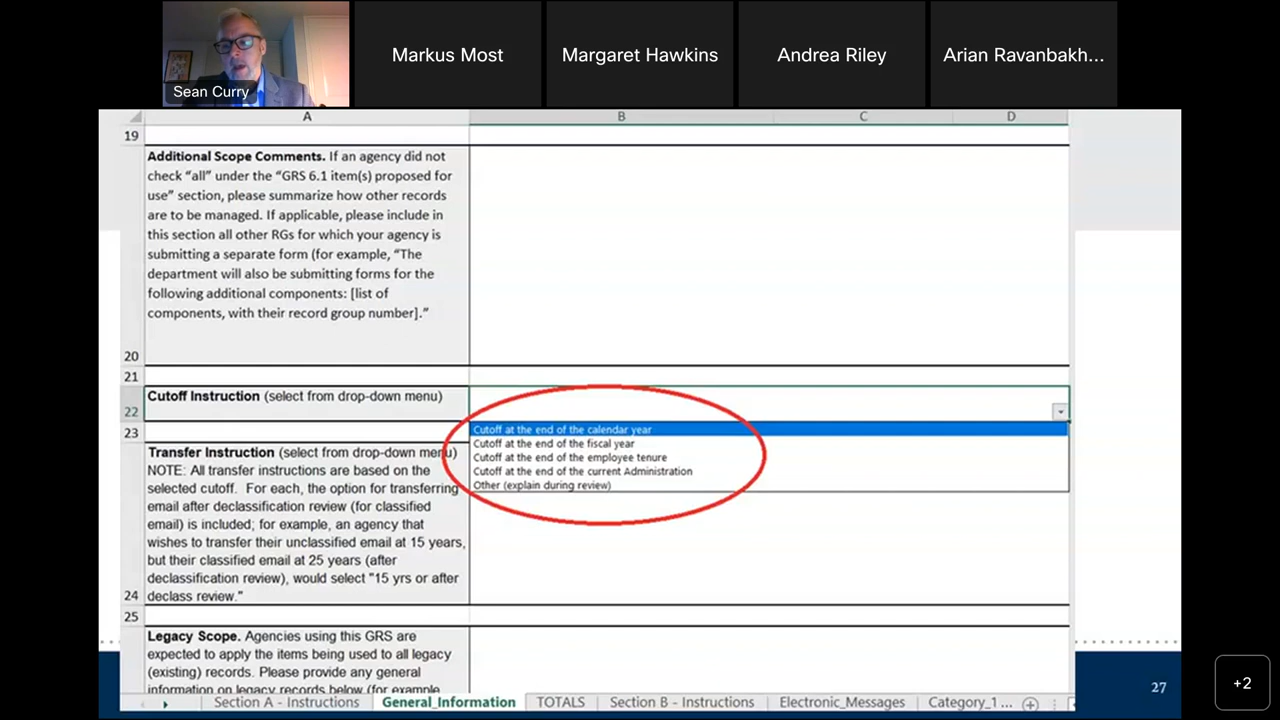 Sean Curry
Markus Most
Margaret Hawkins
Andrea Riley
Arian Ravanbakh...
A B C D
19
Additional Scope Comments. If an agency did not
check “all” under the “GRS 6.1 item(s) proposed for
use” section, please summarize how other records
are to be managed. If applicable, please include in
this section all other RGs for which your agency is
submitting a separate form (for example, “The
department will also be submitting forms for the
following additional components: [list of
components, with their record group number].”
20
21
Cutoff Instruction (select from drop-down menu)
22
Cutoff at the end of the calendar year
Cutoff at the end of the fiscal year
Cutoff at the end of the employee tenure
Cutoff at the end of the current Administration
Other (explain during review)
23
Transfer Instruction (select from drop-down menu)
NOTE: All transfer instructions are based on the
selected cutoff. For each, the option for transferring
email after declassification review (for classified
email) is included; for example, an agency that
wishes to transfer their unclassified email at 15 years,
but their classified email at 25 years (after
declassification review), would select "15 yrs or after
declass review."
24
25
Legacy Scope. Agencies using this GRS are
expected to apply the items being used to all legacy
(existing) records. Please provide any general
information on legacy records below (for example
Section A - Instructions General_Information TOTALS Section B - Instructions Electronic_Messages Category_1 ...
27
+2